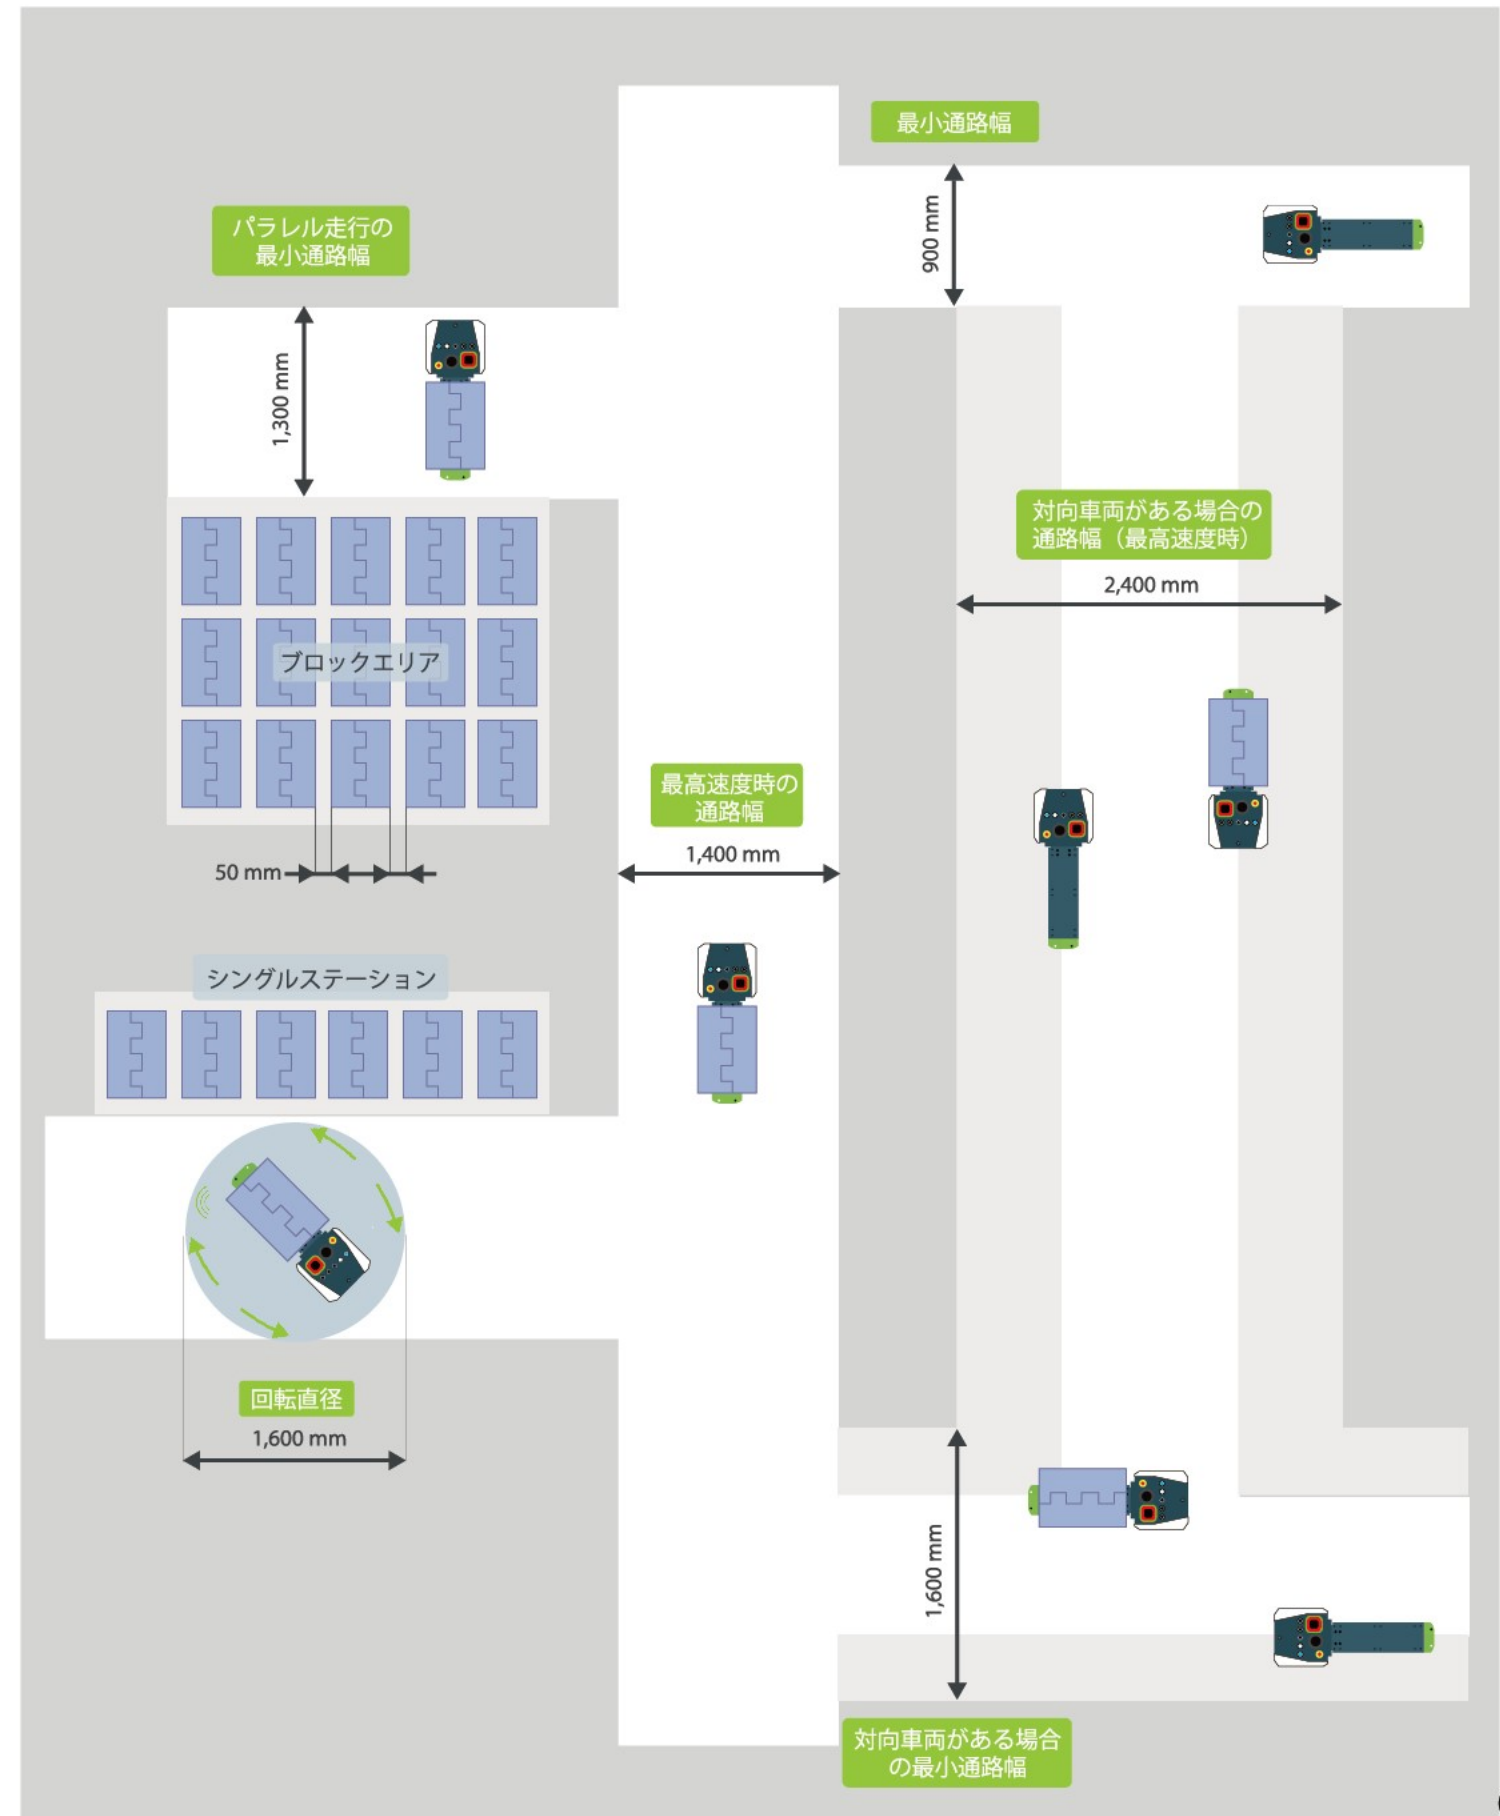 最小通路幅
900 mm
パラレル走行の
最小通路幅
1,300 mm
対向車両がある場合の
通路幅（最高速度時）
2,400 mm
ブロックエリア
最高速度時の
通路幅
1,400 mm
50 mm
シングルステーション
回転直径
1,600 mm
1,600 mm
対向車両がある場合
の最小通路幅